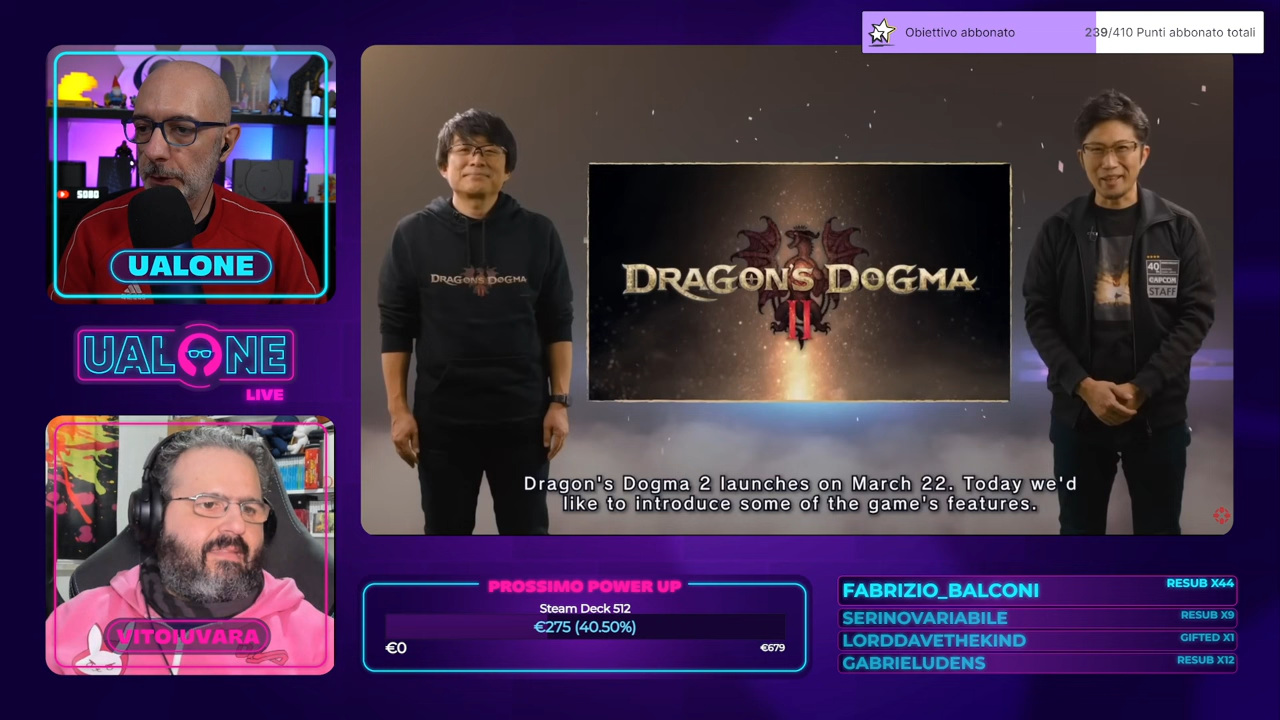 Obiettivo abbonato
239/410 Punti abbonato totali
SOBO
UALONE
UALONE
LIVE
VITOIUVARA
DRAGON'S DOGMA
DRAGON'S DOGMA
II
40
CAPCOM
STAFF
Dragon's Dogma 2 launches on March 22. Today we'd
like to introduce some of the game's features.
PROSSIMO POWER UP
Steam Deck 512
€275 (40.50%)
€0
€679
FABRIZIO_BALCONI RESUB X44
SERINOVARIABILE RESUB X9
LORDDAVETHEKIND GIFTED X1
GABRIELUDENS RESUB X12